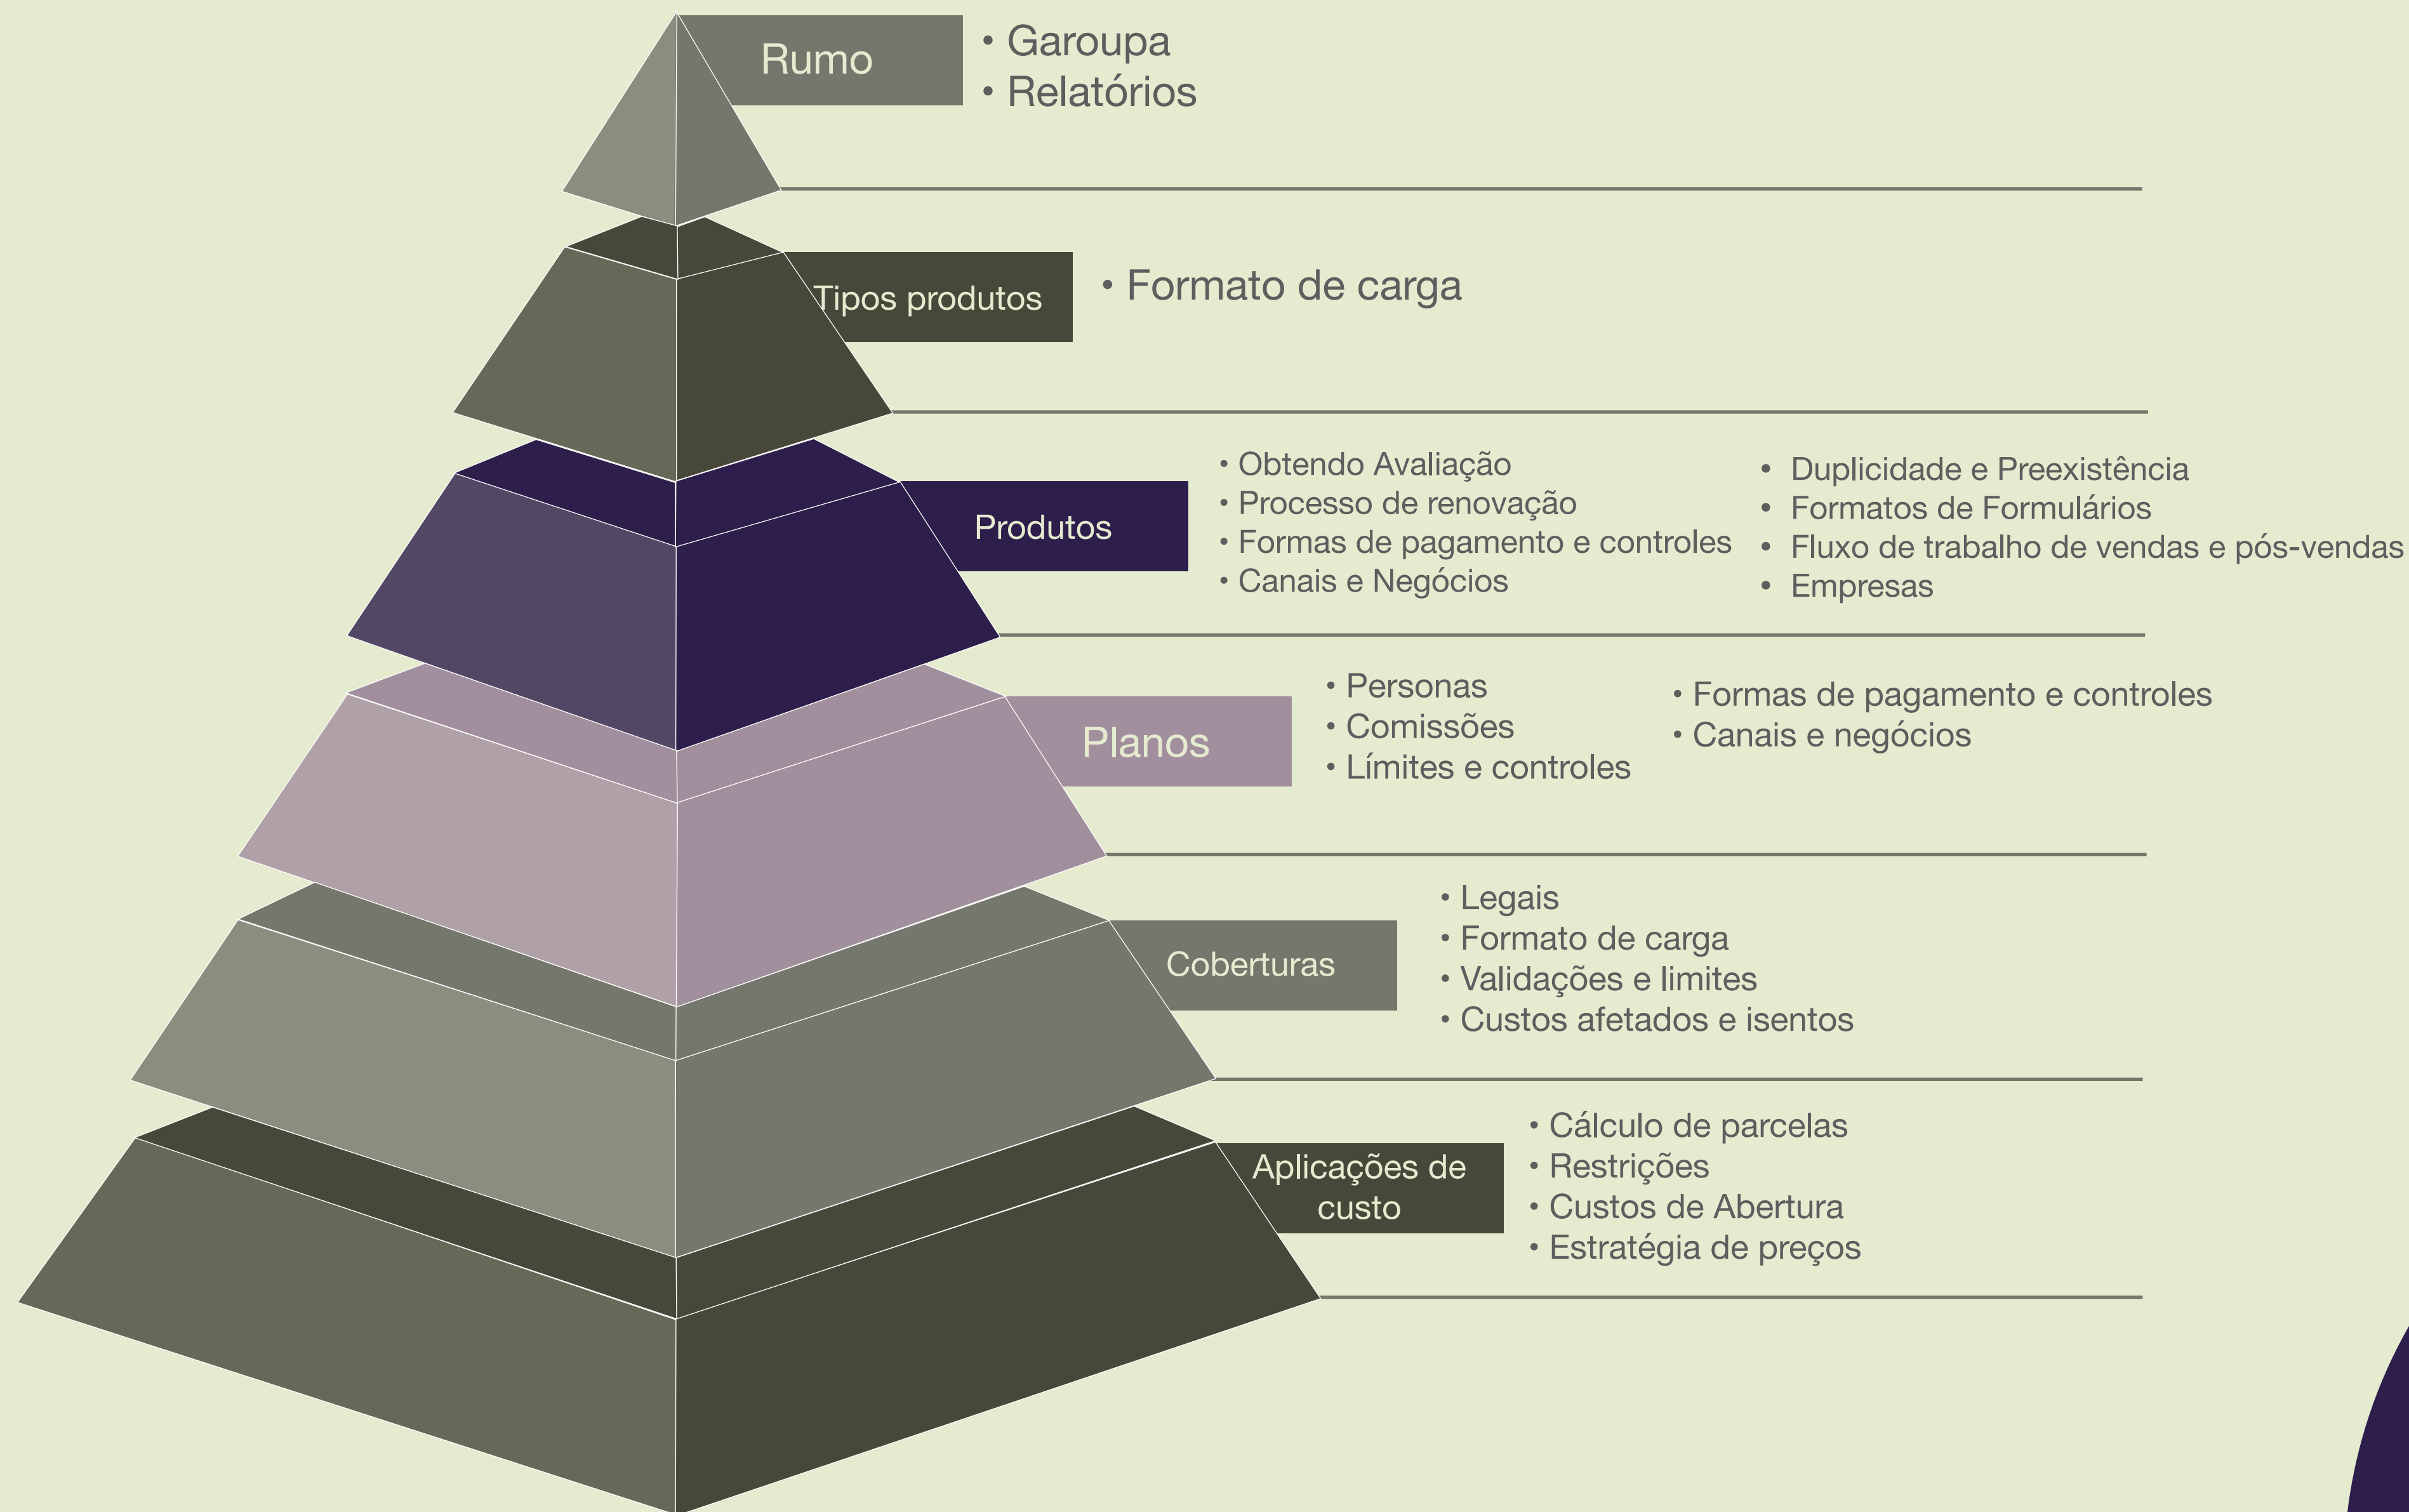 Rumo
• Garoupa
• Relatórios
Tipos produtos
• Formato de carga
Produtos
• Obtendo Avaliação
• Processo de renovação
• Formas de pagamento e controles
• Canais e Negócios
• Duplicidade e Preexistência
• Formatos de Formulários
• Fluxo de trabalho de vendas e pós-vendas
• Empresas
Planos
• Personas
• Comissões
• Límites e controles
• Formas de pagamento e controles
• Canais e negócios
Coberturas
• Legais
• Formato de carga
• Validações e limites
• Custos afetados e isentos
Aplicações de
custo
• Cálculo de parcelas
• Restrições
• Custos de Abertura
• Estratégia de preços